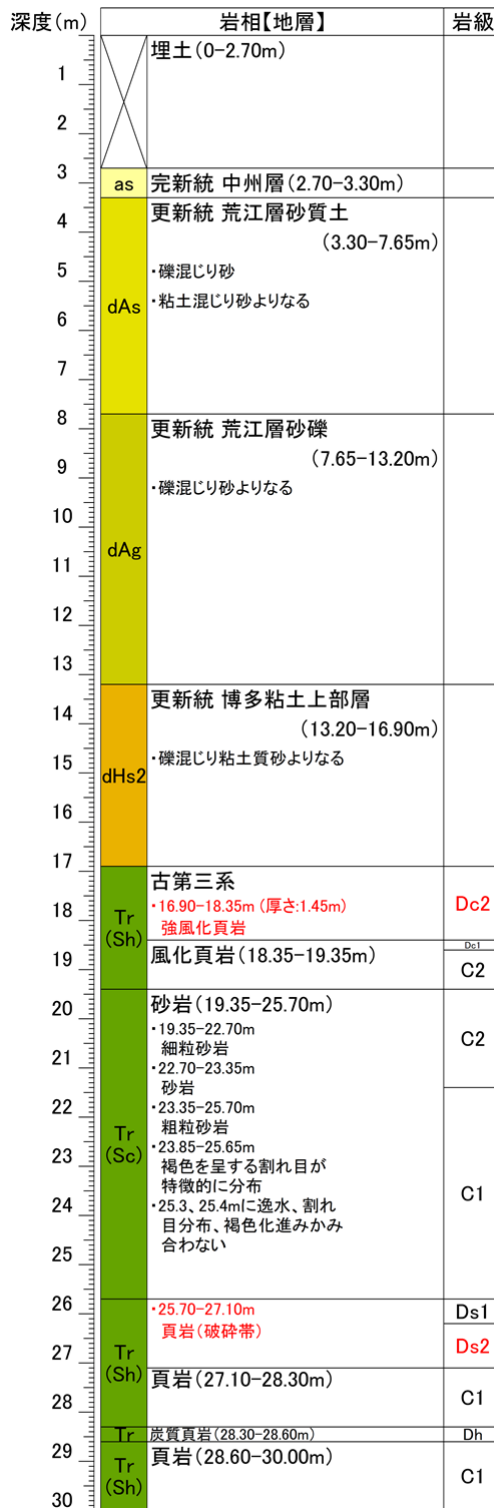 深度(m)
岩相【地層】
岩級
埋土(0-2.70m)
1
2
3
as
完新統 中州層(2.70-3.30m)
更新統 荒江層砂質土
4
(3.30-7.65m)
5
・礫混じり砂
・粘土混じり砂よりなる
dAs
6
7
8
更新統 荒江層砂礫
(7.65-13.20m)
9
・礫混じり砂よりなる
10
dAg
11
12
13
更新統 博多粘土上部層
14
(13.20-16.90m)
・礫混じり粘土質砂よりなる
15
dHs2
16
17
古第三系
・16.90-18.35m (厚さ:1.45m)
Dc2
強風化頁岩
18
Tr
(Sh)
Dc1
風化頁岩(18.35-19.35m)
19
C2
砂岩(19.35-25.70m)
20
・19.35-22.70m
細粒砂岩
C2
21
・22.70-23.35m
砂岩
22
・23.35-25.70m
粗粒砂岩
Tr
(Sc)
・23.85-25.65m
23
褐色を呈する割れ目が
特徴的に分布
C1
24
・25.3、25.4mに逸水、割れ
目分布、褐色化進みかみ
合わない
25
26
・25.70-27.10m
頁岩(破砕帯)
Ds1
Ds2
27
Tr
(Sh)
頁岩(27.10-28.30m)
C1
28
Tr
炭質頁岩(28.30-28.60m)
Dh
29
頁岩(28.60-30.00m)
Tr
(Sh)
C1
30